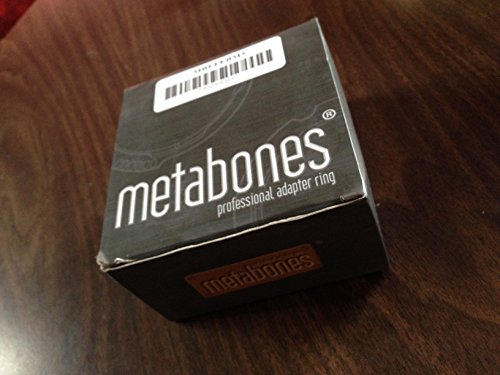 metabones®
professional adapter ring
metabones